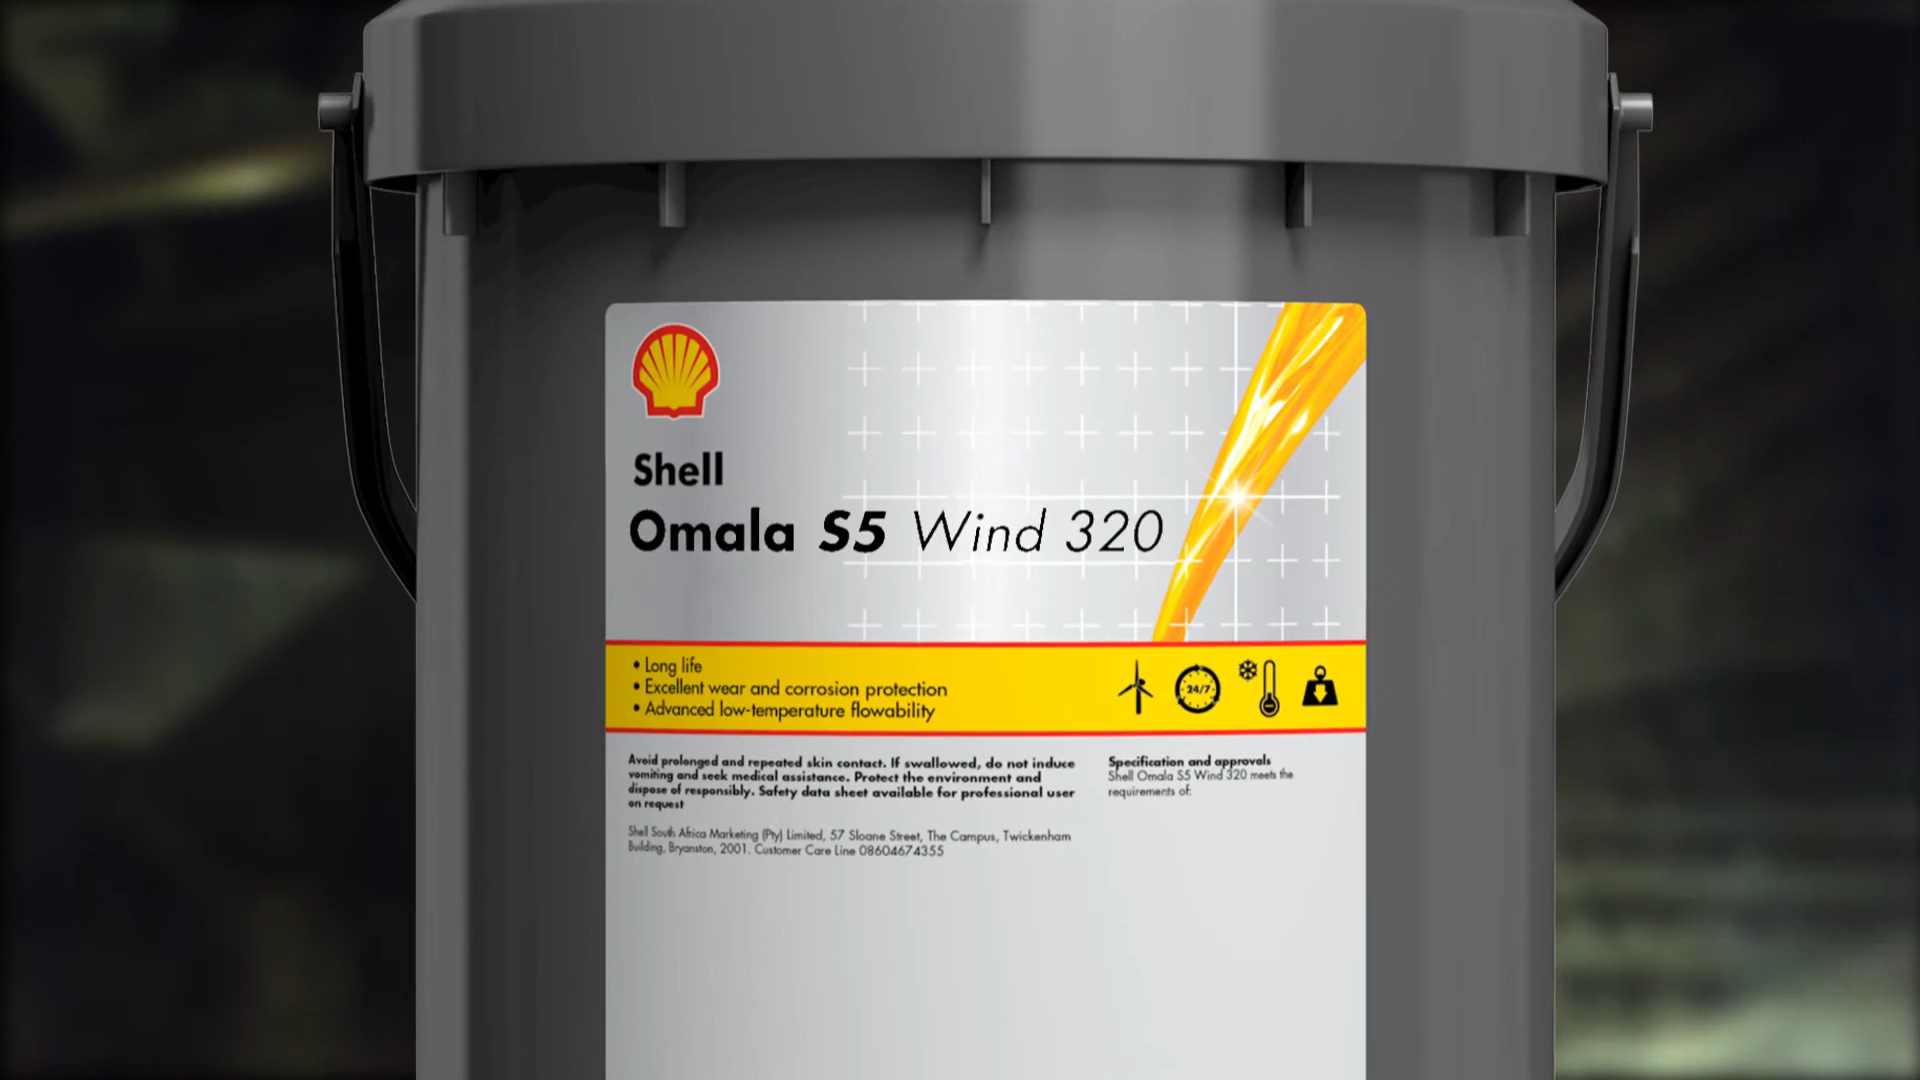 Shell
Omala S5 Wind 320
• Long life
• Excellent wear and corrosion protection
• Advanced low-temperature flowability
24/7
Avoid prolonged and repeated skin contact. If swallowed, do not induce
vomiting and seek medical assistance. Protect the environment and
dispose of responsibly. Safety data sheet available for professional user
on request
Shell South Africa Marketing (Pty) Limited, 57 Sloane Street, The Campus, Twickenham
Building, Bryanston, 2001. Customer Care Line 08604674355
Specification and approvals
Shell Omala S5 Wind 320 meets the
requirements of: